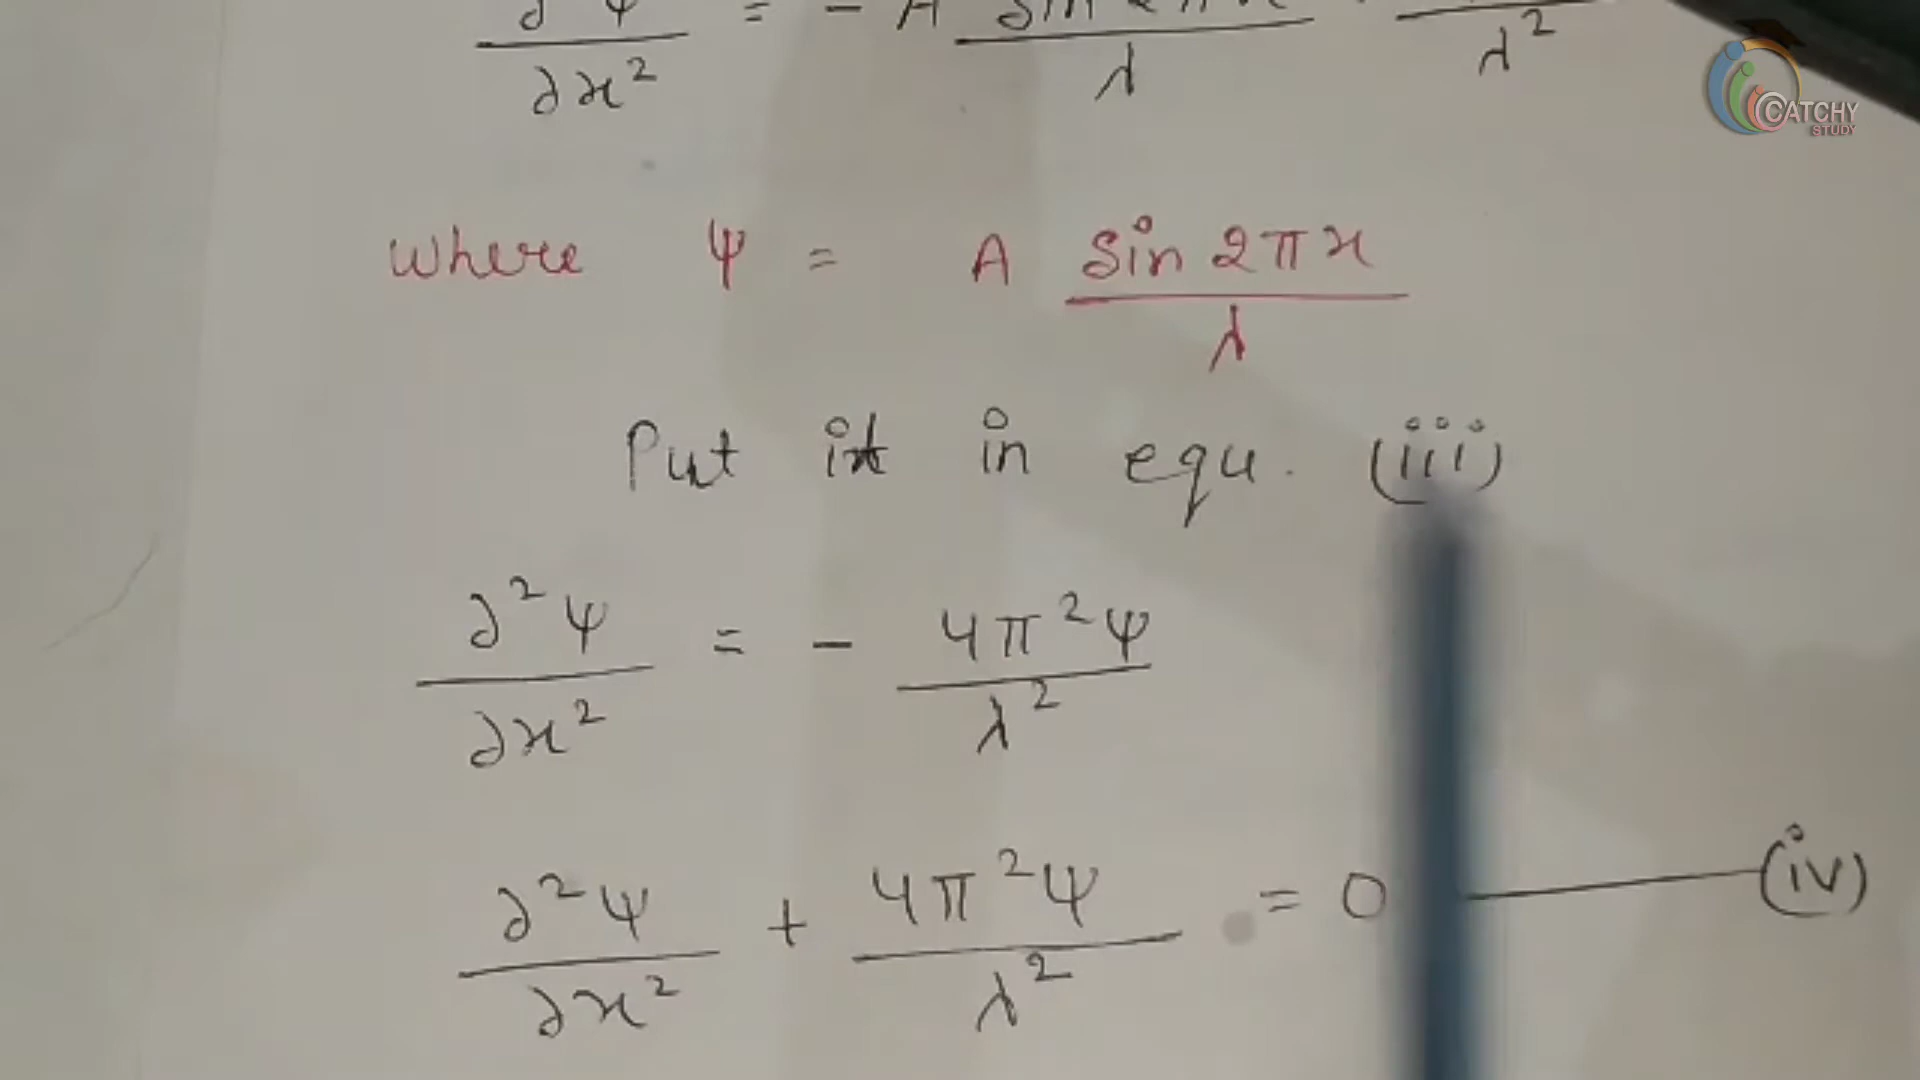 ∂²ψ/∂x² = - A sin 2πx/λ · /λ²
CATCHY
STUDY
Where ψ = A sin 2πx/λ
Put it in equ. (iii)
∂²ψ/∂x² = - 4π²ψ/λ²
∂²ψ/∂x² + 4π²ψ/λ² = 0 (iv)